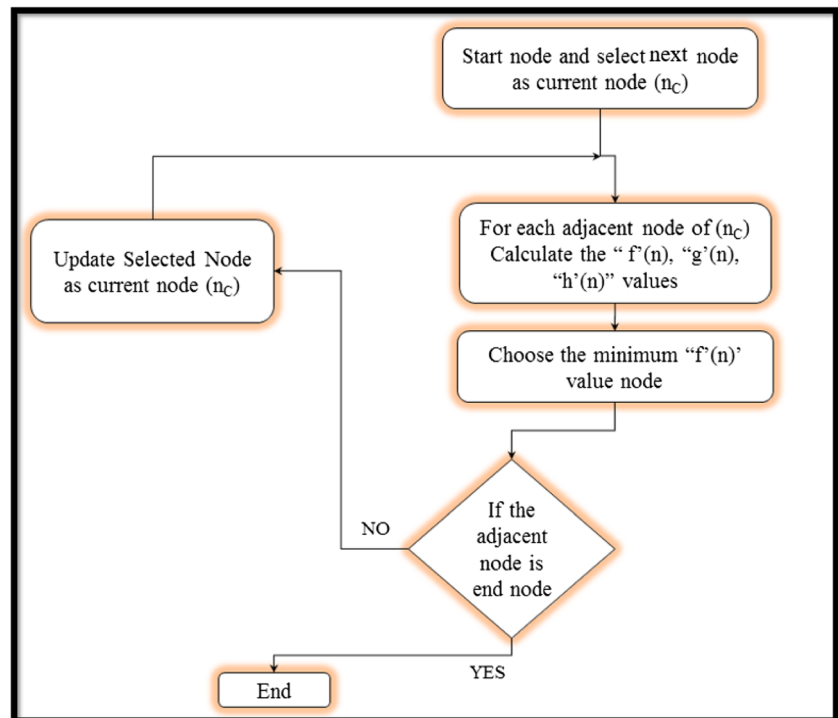 Start node and select next node
as current node (nC)
For each adjacent node of (nC)
Calculate the “ f’(n), “g’(n),
“h’(n)” values
Update Selected Node
as current node (nC)
Choose the minimum “f’(n)’
value node
If the
adjacent
node is
end node
NO
YES
End